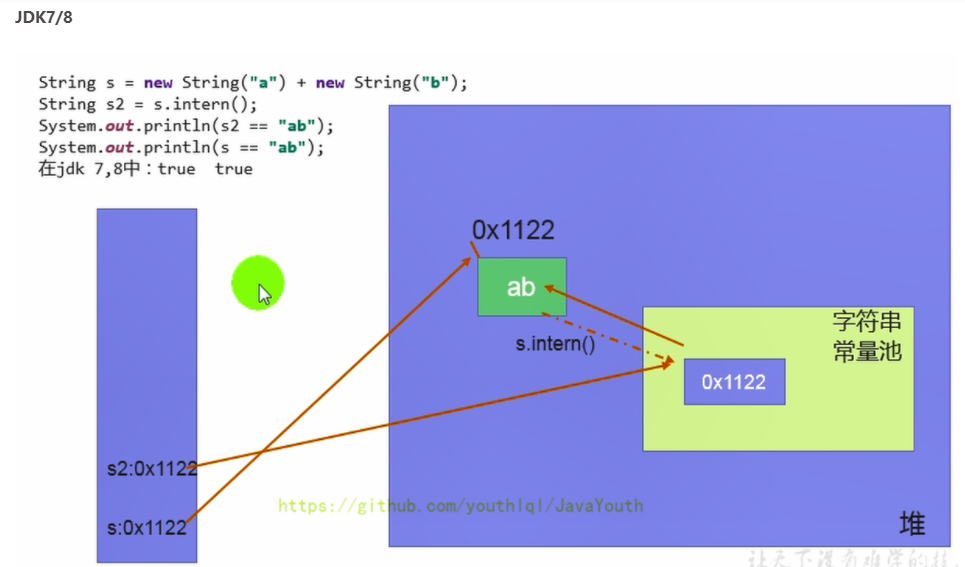 JDK7/8
String s = new String("a") + new String("b");
String s2 = s.intern();
System.out.println(s2 == "ab");
System.out.println(s == "ab");
在jdk 7,8中：true  true
0x1122
ab
字符串
常量池
s.intern()
0x1122
s2:0x1122
https://github.com/youthlql/JavaYouth
s:0x1122
堆
让天下没有难学的技